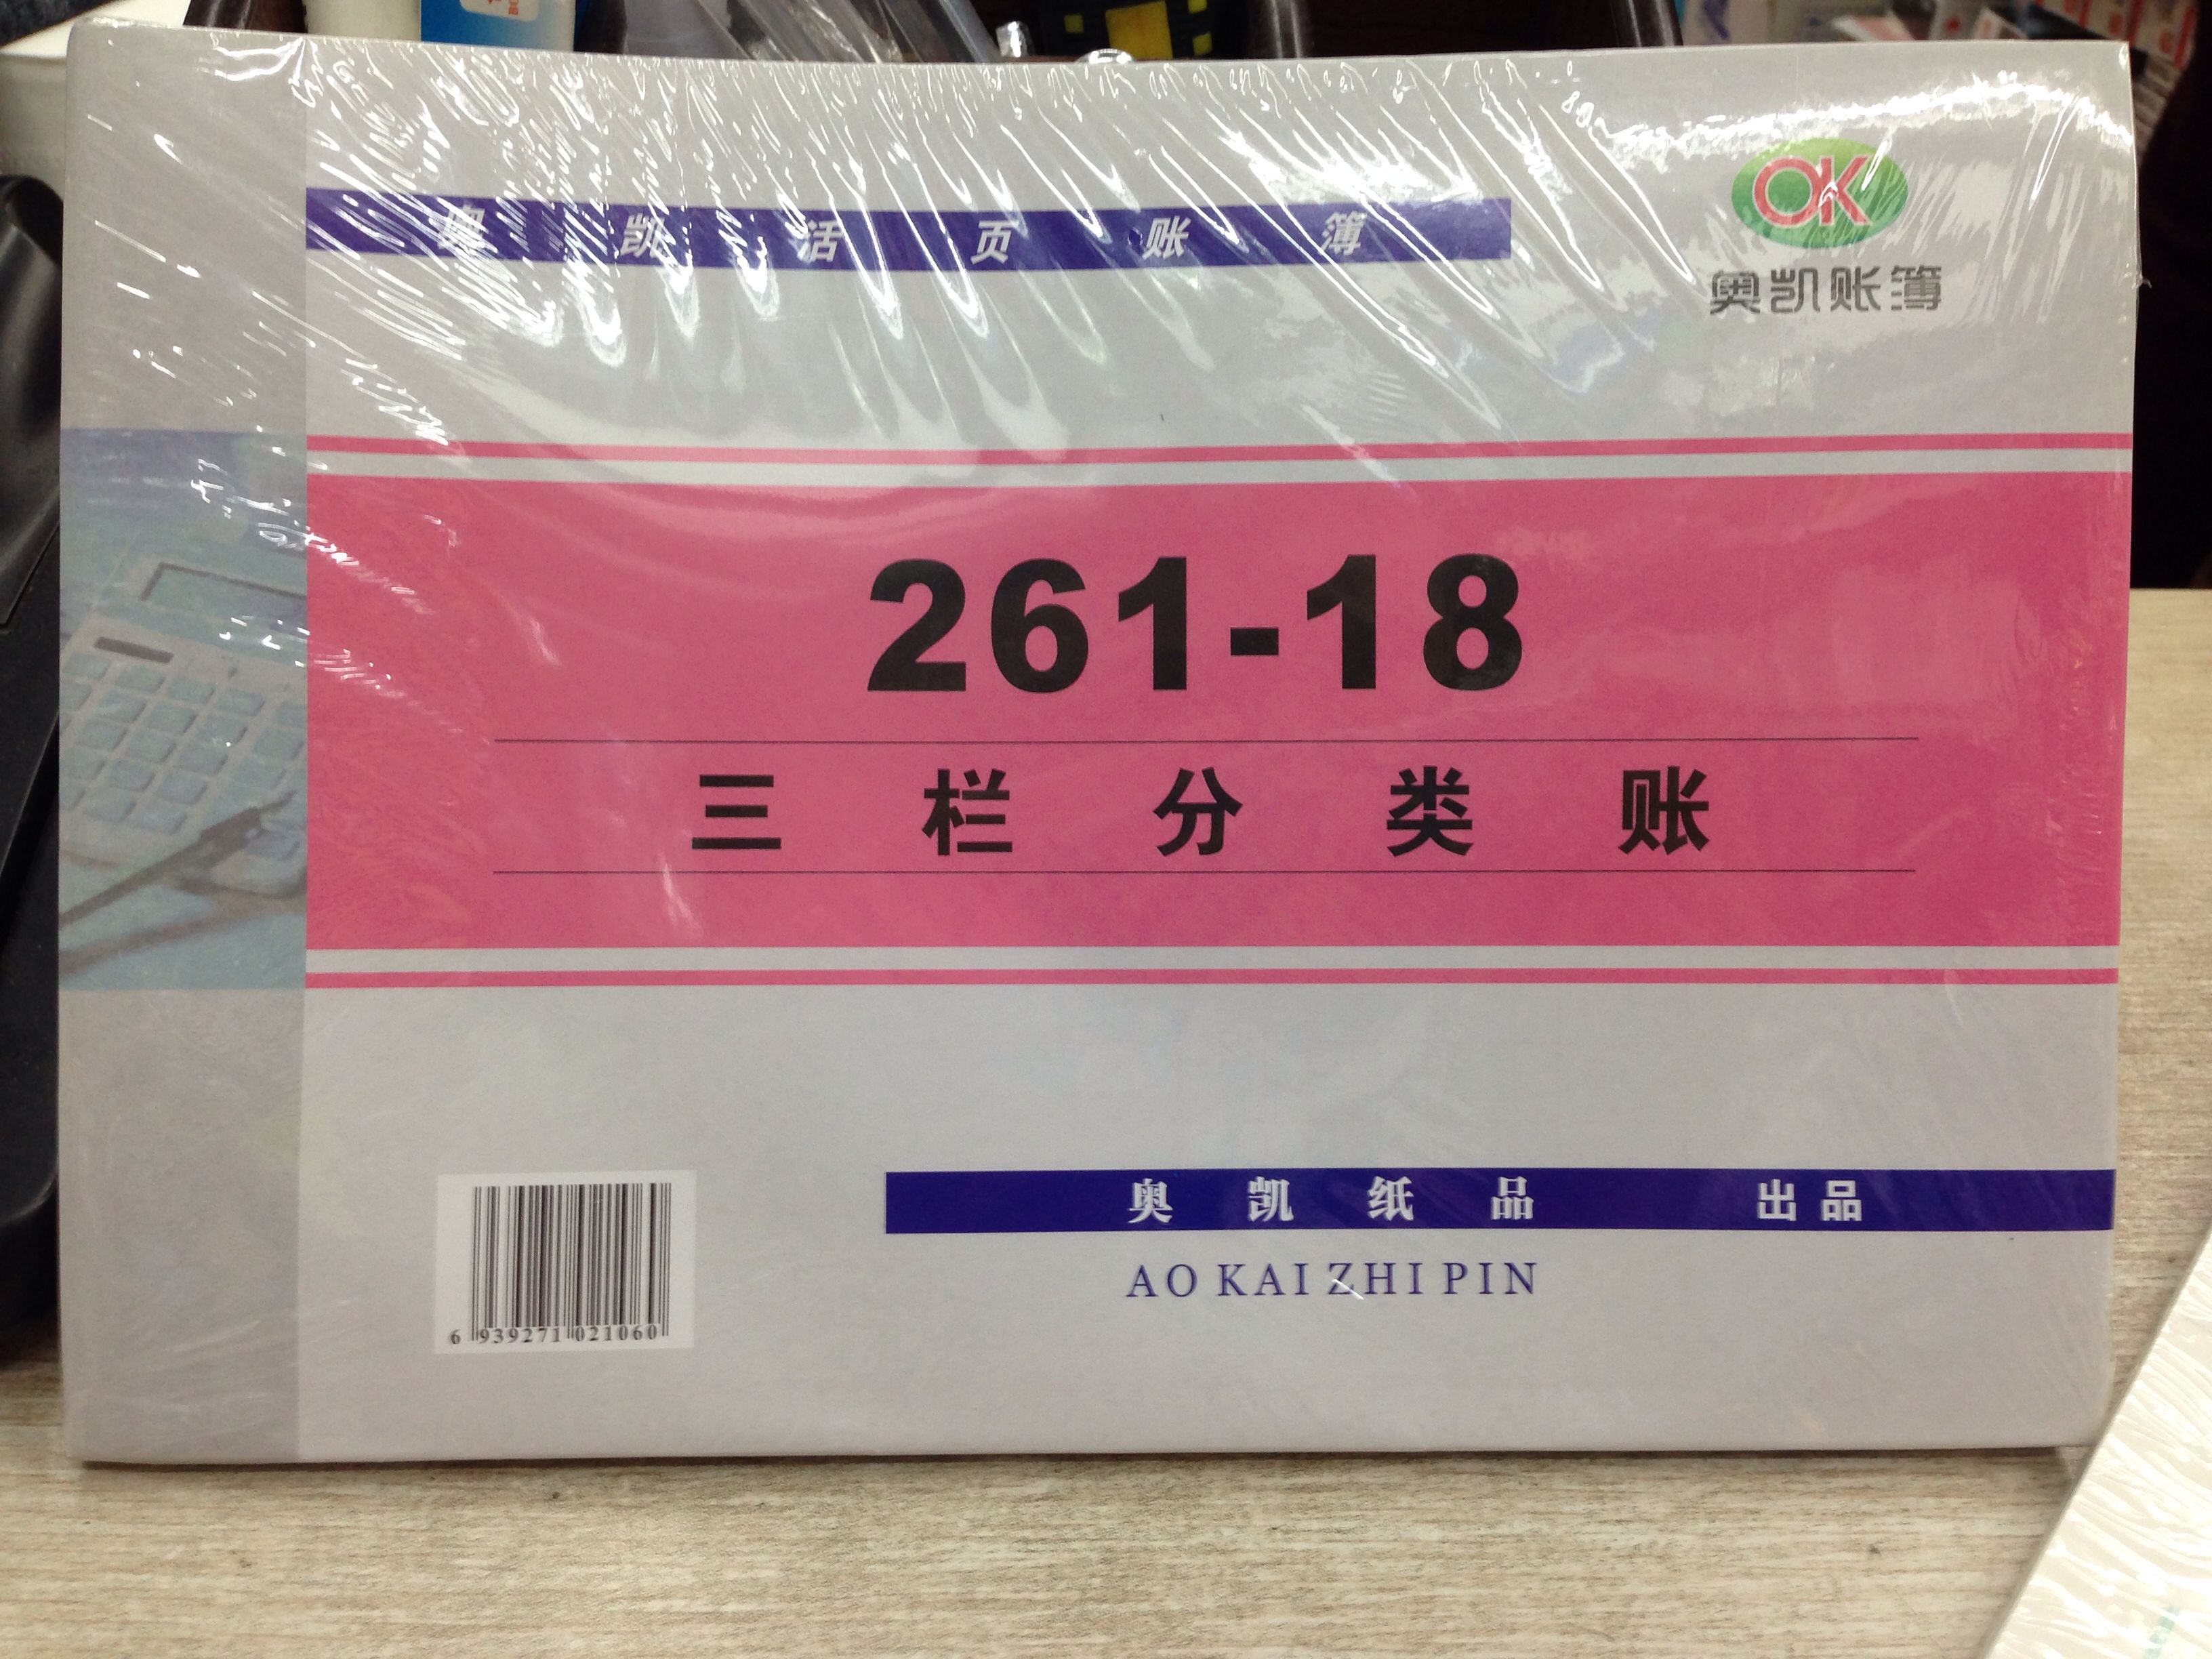 奥凯活页账簿
OK
奥凯账簿
261-18
三栏分类账
奥凯纸品 出品
AO KAI ZHI PIN
6 939271 021060